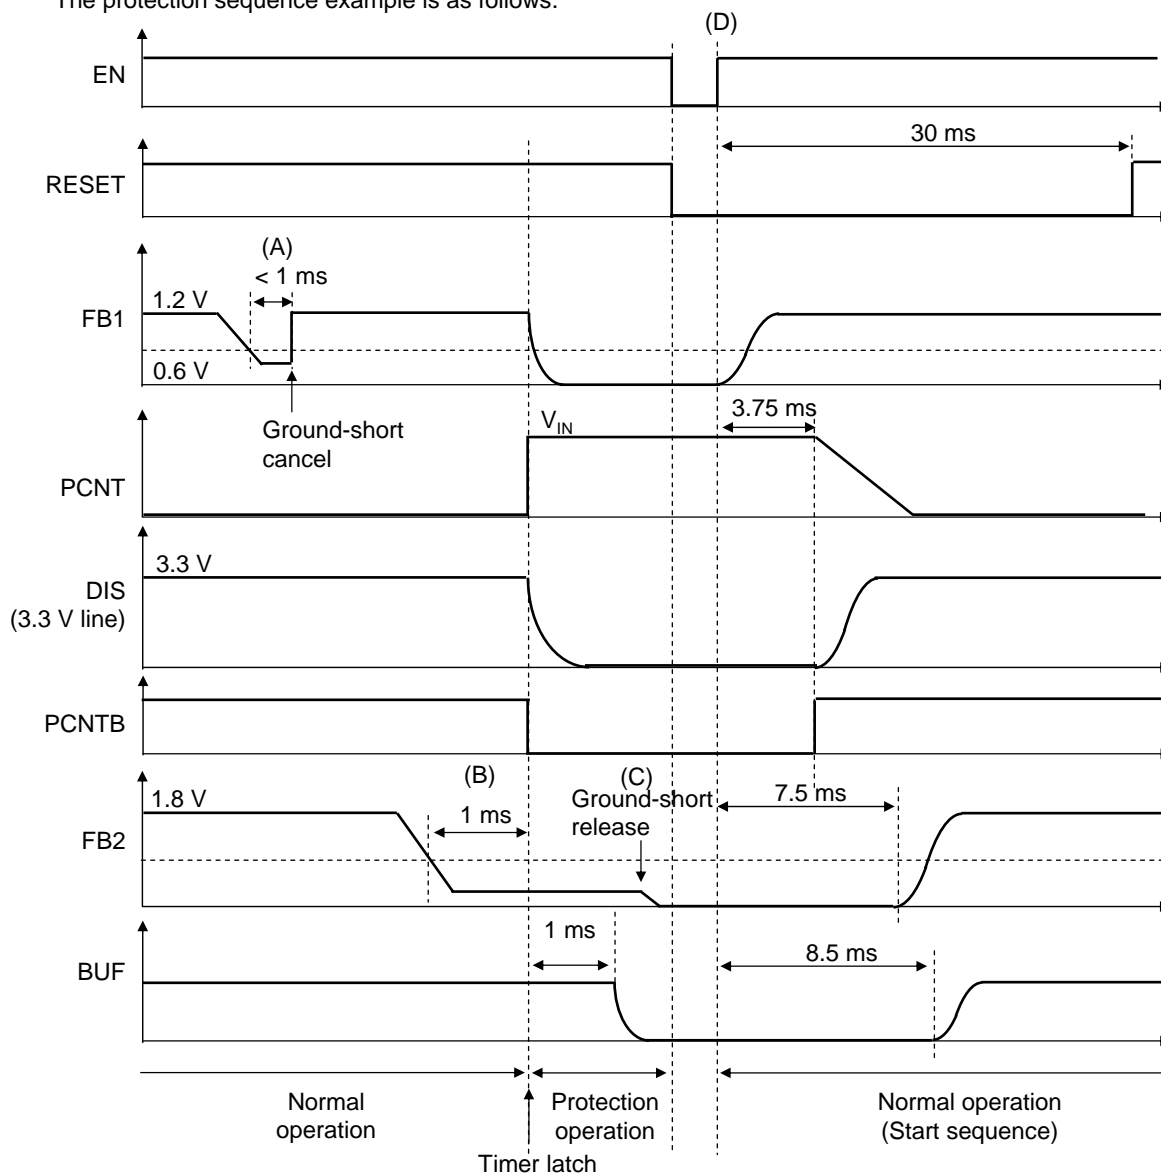 The protection sequence example is as follows.
(D)
EN
30 ms
RESET
(A)
< 1 ms
1.2 V
FB1
0.6 V
3.75 ms
Ground-short
cancel
VIN
PCNT
3.3 V
DIS
(3.3 V line)
PCNTB
(B)
(C)
1.8 V
1 ms
Ground-short
release
7.5 ms
FB2
1 ms
8.5 ms
BUF
Normal
operation
Protection
operation
Normal operation
(Start sequence)
Timer latch